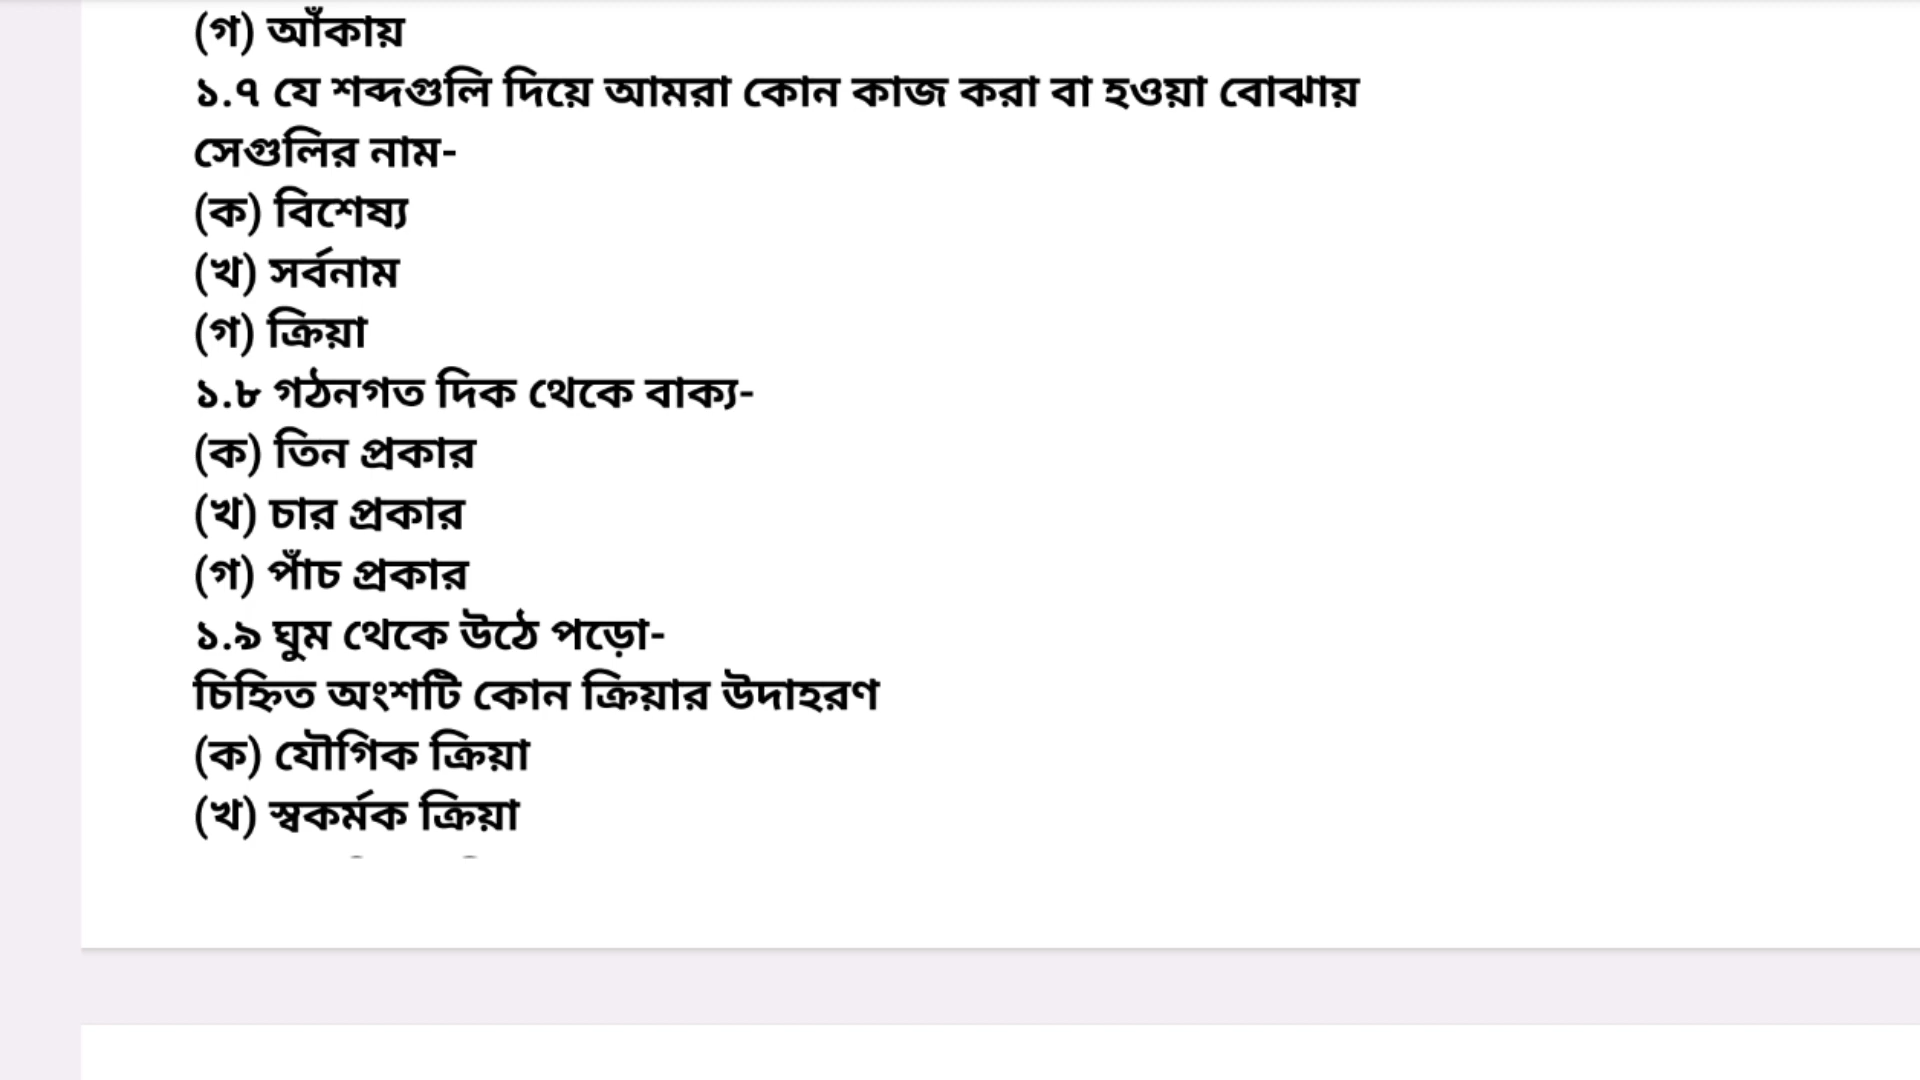 (গ) আঁকায়
১.৭ যে শব্দগুলি দিয়ে আমরা কোন কাজ করা বা হওয়া বোঝায়
সেগুলির নাম-
(ক) বিশেষ্য
(খ) সর্বনাম
(গ) ক্রিয়া
১.৮ গঠনগত দিক থেকে বাক্য-
(ক) তিন প্রকার
(খ) চার প্রকার
(গ) পাঁচ প্রকার
১.৯ ঘুম থেকে উঠে পড়ো-
চিহ্নিত অংশটি কোন ক্রিয়ার উদাহরণ
(ক) যৌগিক ক্রিয়া
(খ) স্বকর্মক ক্রিয়া